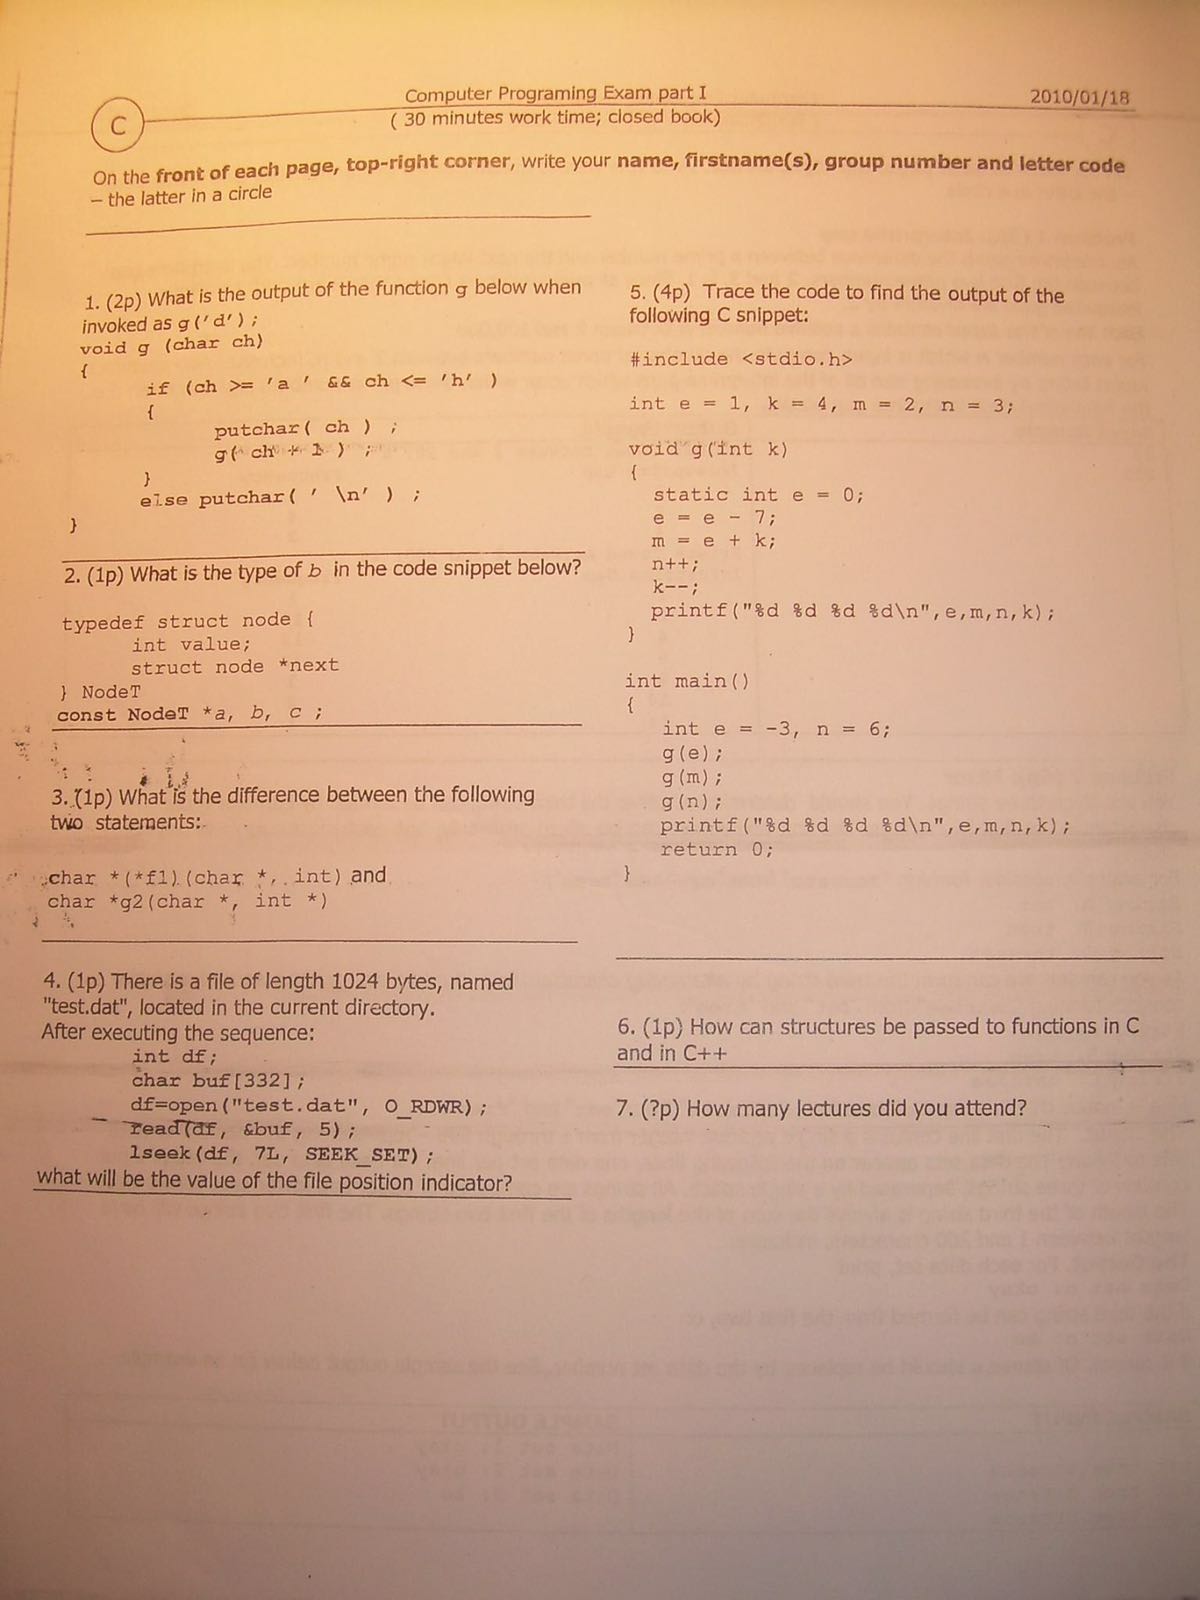 Computer Programing Exam part I
2010/01/18
C
( 30 minutes work time; closed book)
On the front of each page, top-right corner, write your name, firstname(s), group number and letter code
– the latter in a circle
1. (2p) What is the output of the function g below when
invoked as g('d');
void g (char ch)
{
if (ch >= 'a ' && ch <= 'h' )
{
putchar( ch ) ;
g( ch + 1 ) ;
}
else putchar( ' \n' ) ;
}
2. (1p) What is the type of b in the code snippet below?
typedef struct node {
int value;
struct node *next
} NodeT
const NodeT *a, b, c ;
3. (1p) What is the difference between the following
two statements:
char *(*f1) (char *, int) and
char *g2(char *, int *)
4. (1p) There is a file of length 1024 bytes, named
"test.dat", located in the current directory.
After executing the sequence:
int df;
char buf[332];
df=open("test.dat", O_RDWR);
read(df, &buf, 5);
lseek(df, 7L, SEEK_SET);
what will be the value of the file position indicator?
5. (4p) Trace the code to find the output of the
following C snippet:
#include <stdio.h>
int e = 1, k = 4, m = 2, n = 3;
void g(int k)
{
static int e = 0;
e = e - 7;
m = e + k;
n++;
k--;
printf("%d %d %d %d\n",e,m,n,k);
}
int main()
{
int e = -3, n = 6;
g(e);
g(m);
g(n);
printf("%d %d %d %d\n",e,m,n,k);
return 0;
}
6. (1p) How can structures be passed to functions in C
and in C++
7. (?p) How many lectures did you attend?